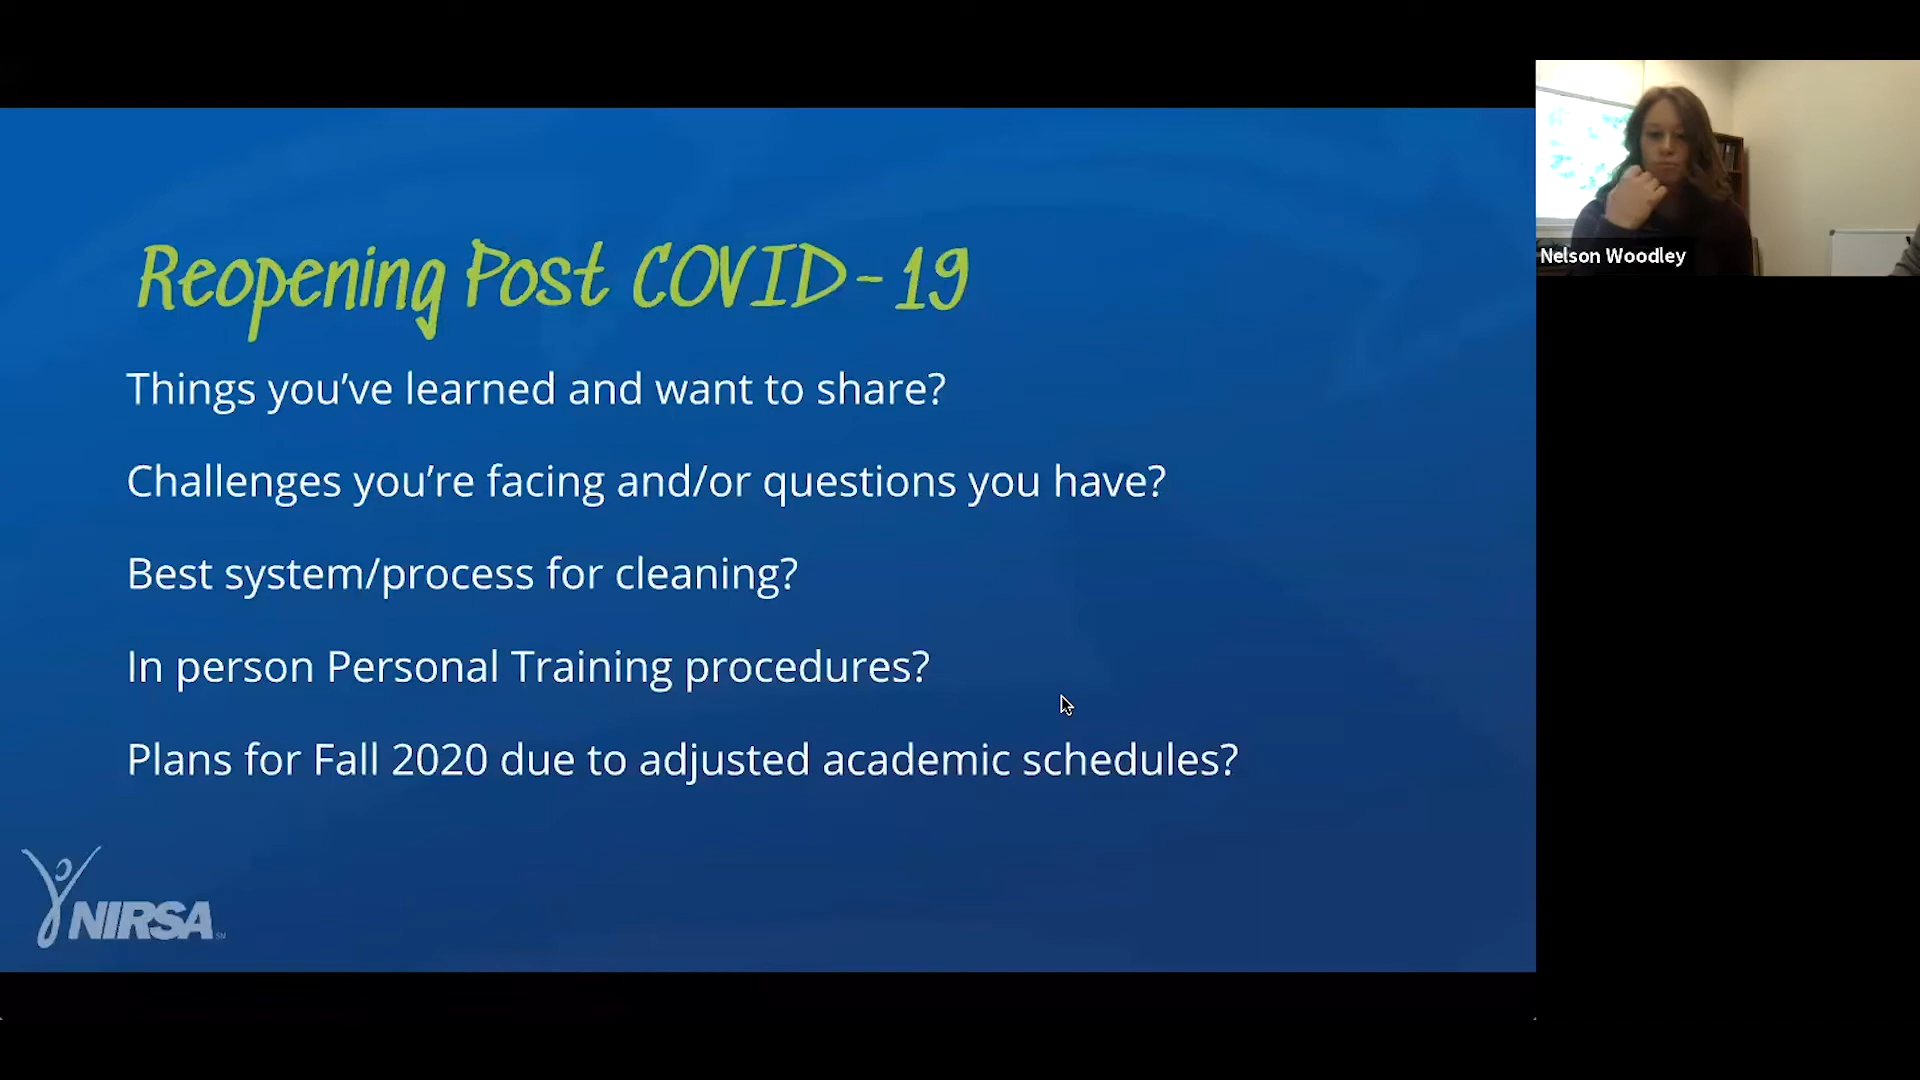 Reopening Post COVID-19
Things you’ve learned and want to share?
Challenges you’re facing and/or questions you have?
Best system/process for cleaning?
In person Personal Training procedures?
Plans for Fall 2020 due to adjusted academic schedules?
NIRSA SM
Nelson Woodley